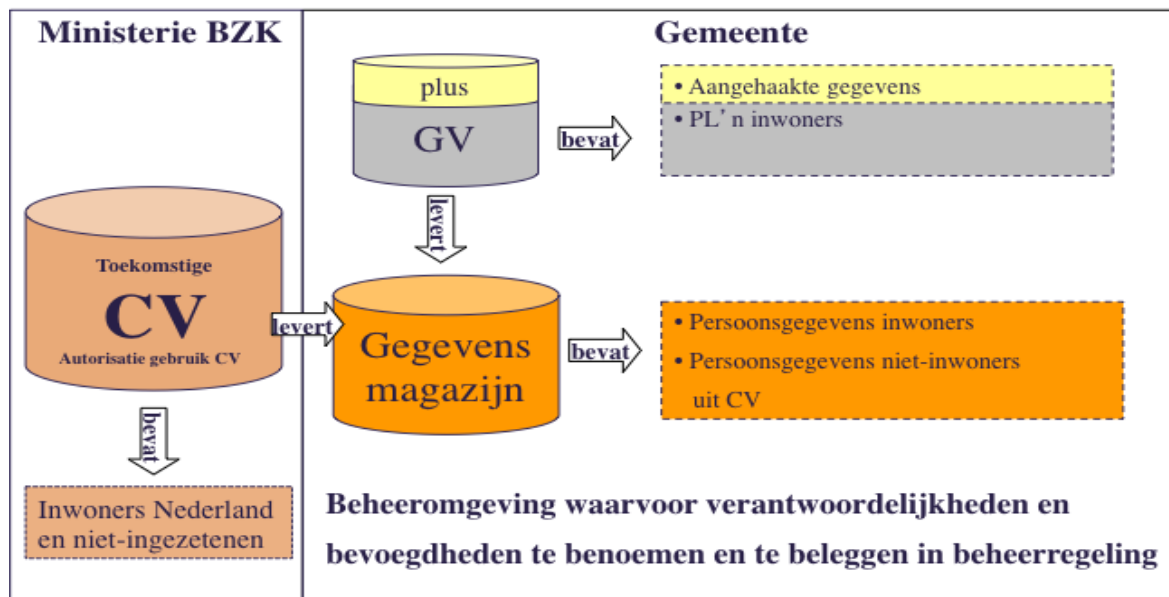 Ministerie BZK
Gemeente
plus
GV
bevat
• Aangehaakte gegevens
• PL'n inwoners
levert
Toekomstige
CV
Autorisatie gebruik CV
levert
Gegevens
magazijn
bevat
• Persoonsgegevens inwoners
• Persoonsgegevens niet-inwoners
uit CV
bevat
Inwoners Nederland
en niet-ingezetenen
Beheeromgeving waarvoor verantwoordelijkheden en
bevoegdheden te benoemen en te beleggen in beheerregeling